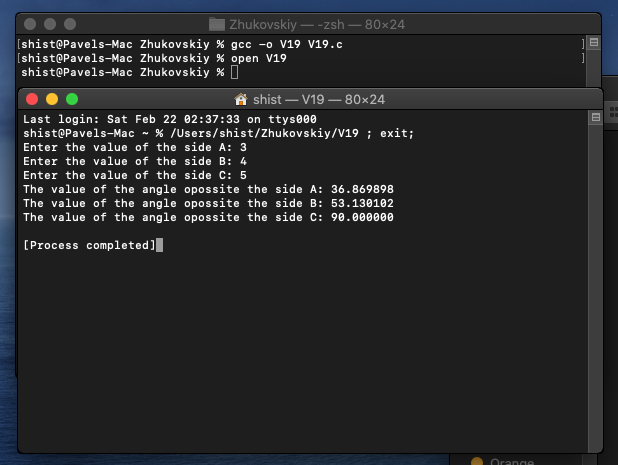 Zhukovskiy — -zsh — 80×24
[shist@Pavels-Mac Zhukovskiy % gcc -o V19 V19.c ]
[shist@Pavels-Mac Zhukovskiy % open V19 ]
shist@Pavels-Mac Zhukovskiy %
shist — V19 — 80×24
Last login: Sat Feb 22 02:37:33 on ttys000
shist@Pavels-Mac ~ % /Users/shist/Zhukovskiy/V19 ; exit;
Enter the value of the side A: 3
Enter the value of the side B: 4
Enter the value of the side C: 5
The value of the angle opossite the side A: 36.869898
The value of the angle opossite the side B: 53.130102
The value of the angle opossite the side C: 90.000000
[Process completed]
Orange